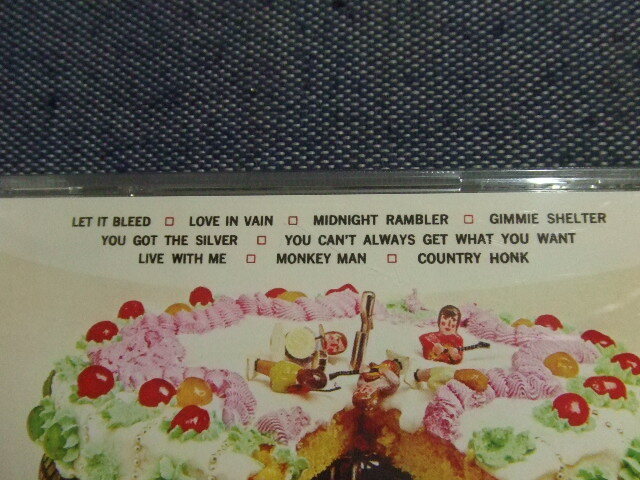 LET IT BLEED □ LOVE IN VAIN □ MIDNIGHT RAMBLER □ GIMMIE SHELTER
YOU GOT THE SILVER □ YOU CAN'T ALWAYS GET WHAT YOU WANT
LIVE WITH ME □ MONKEY MAN □ COUNTRY HONK